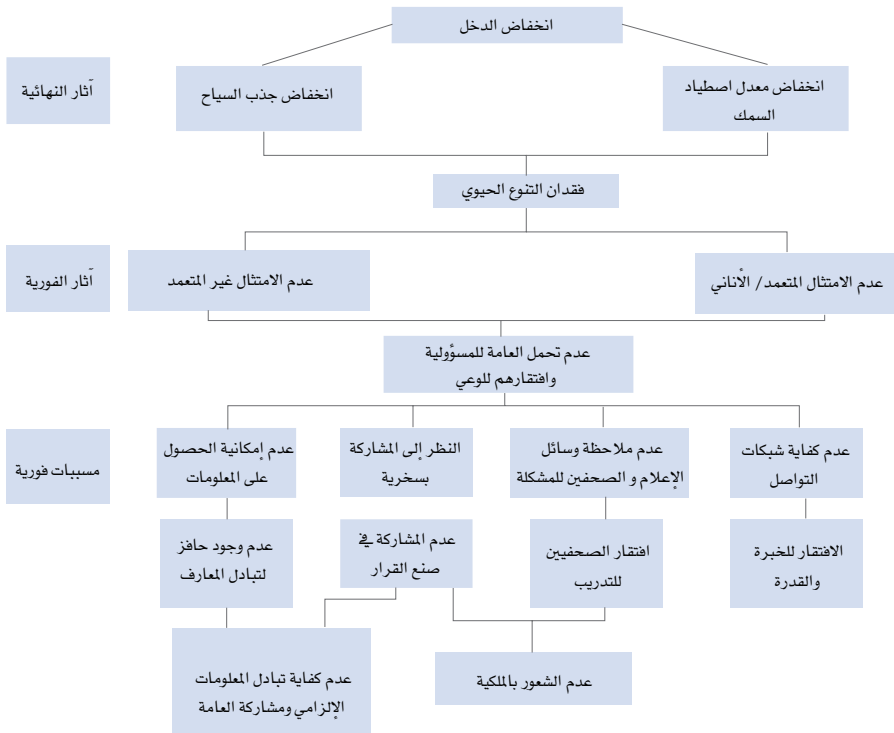 انخفاض الدخل
انخفاض معدل اصطياد
السمك
انخفاض جذب السياح
آثار النهائية
فقدان التنوع الحيوي
عدم الامتثال المتعمد/ الأناني
عدم الامتثال غير المتعمد
آثار الفورية
عدم تحمل العامة للمسؤولية
وافتقارهم للوعي
عدم كفاية شبكات
التواصل
عدم ملاحظة وسائل
الإعلام و الصحفين للمشكلة
النظر إلى المشاركة
بسخرية
عدم إمكانية الحصول
على المعلومات
مسببات فورية
الافتقار للخبرة
والقدرة
افتقار الصحفيين
للتدريب
عدم المشاركة في
صنع القرار
عدم وجود حافز
لتبادل المعارف
عدم الشعور بالملكية
عدم كفاية تبادل المعلومات
الإلزامي ومشاركة العامة